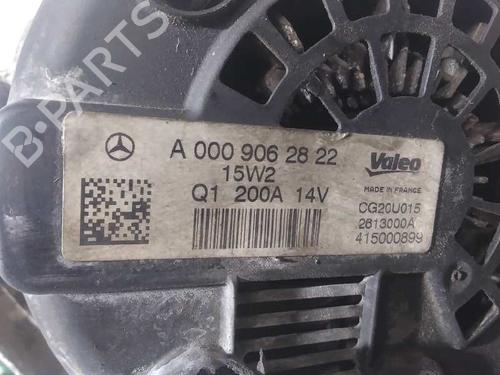 B-PARTS
A 000 906 28 22
15W2
Q1 200A 14V
Valeo
MADE IN FRANCE
CG20U015
2613000A
415000899